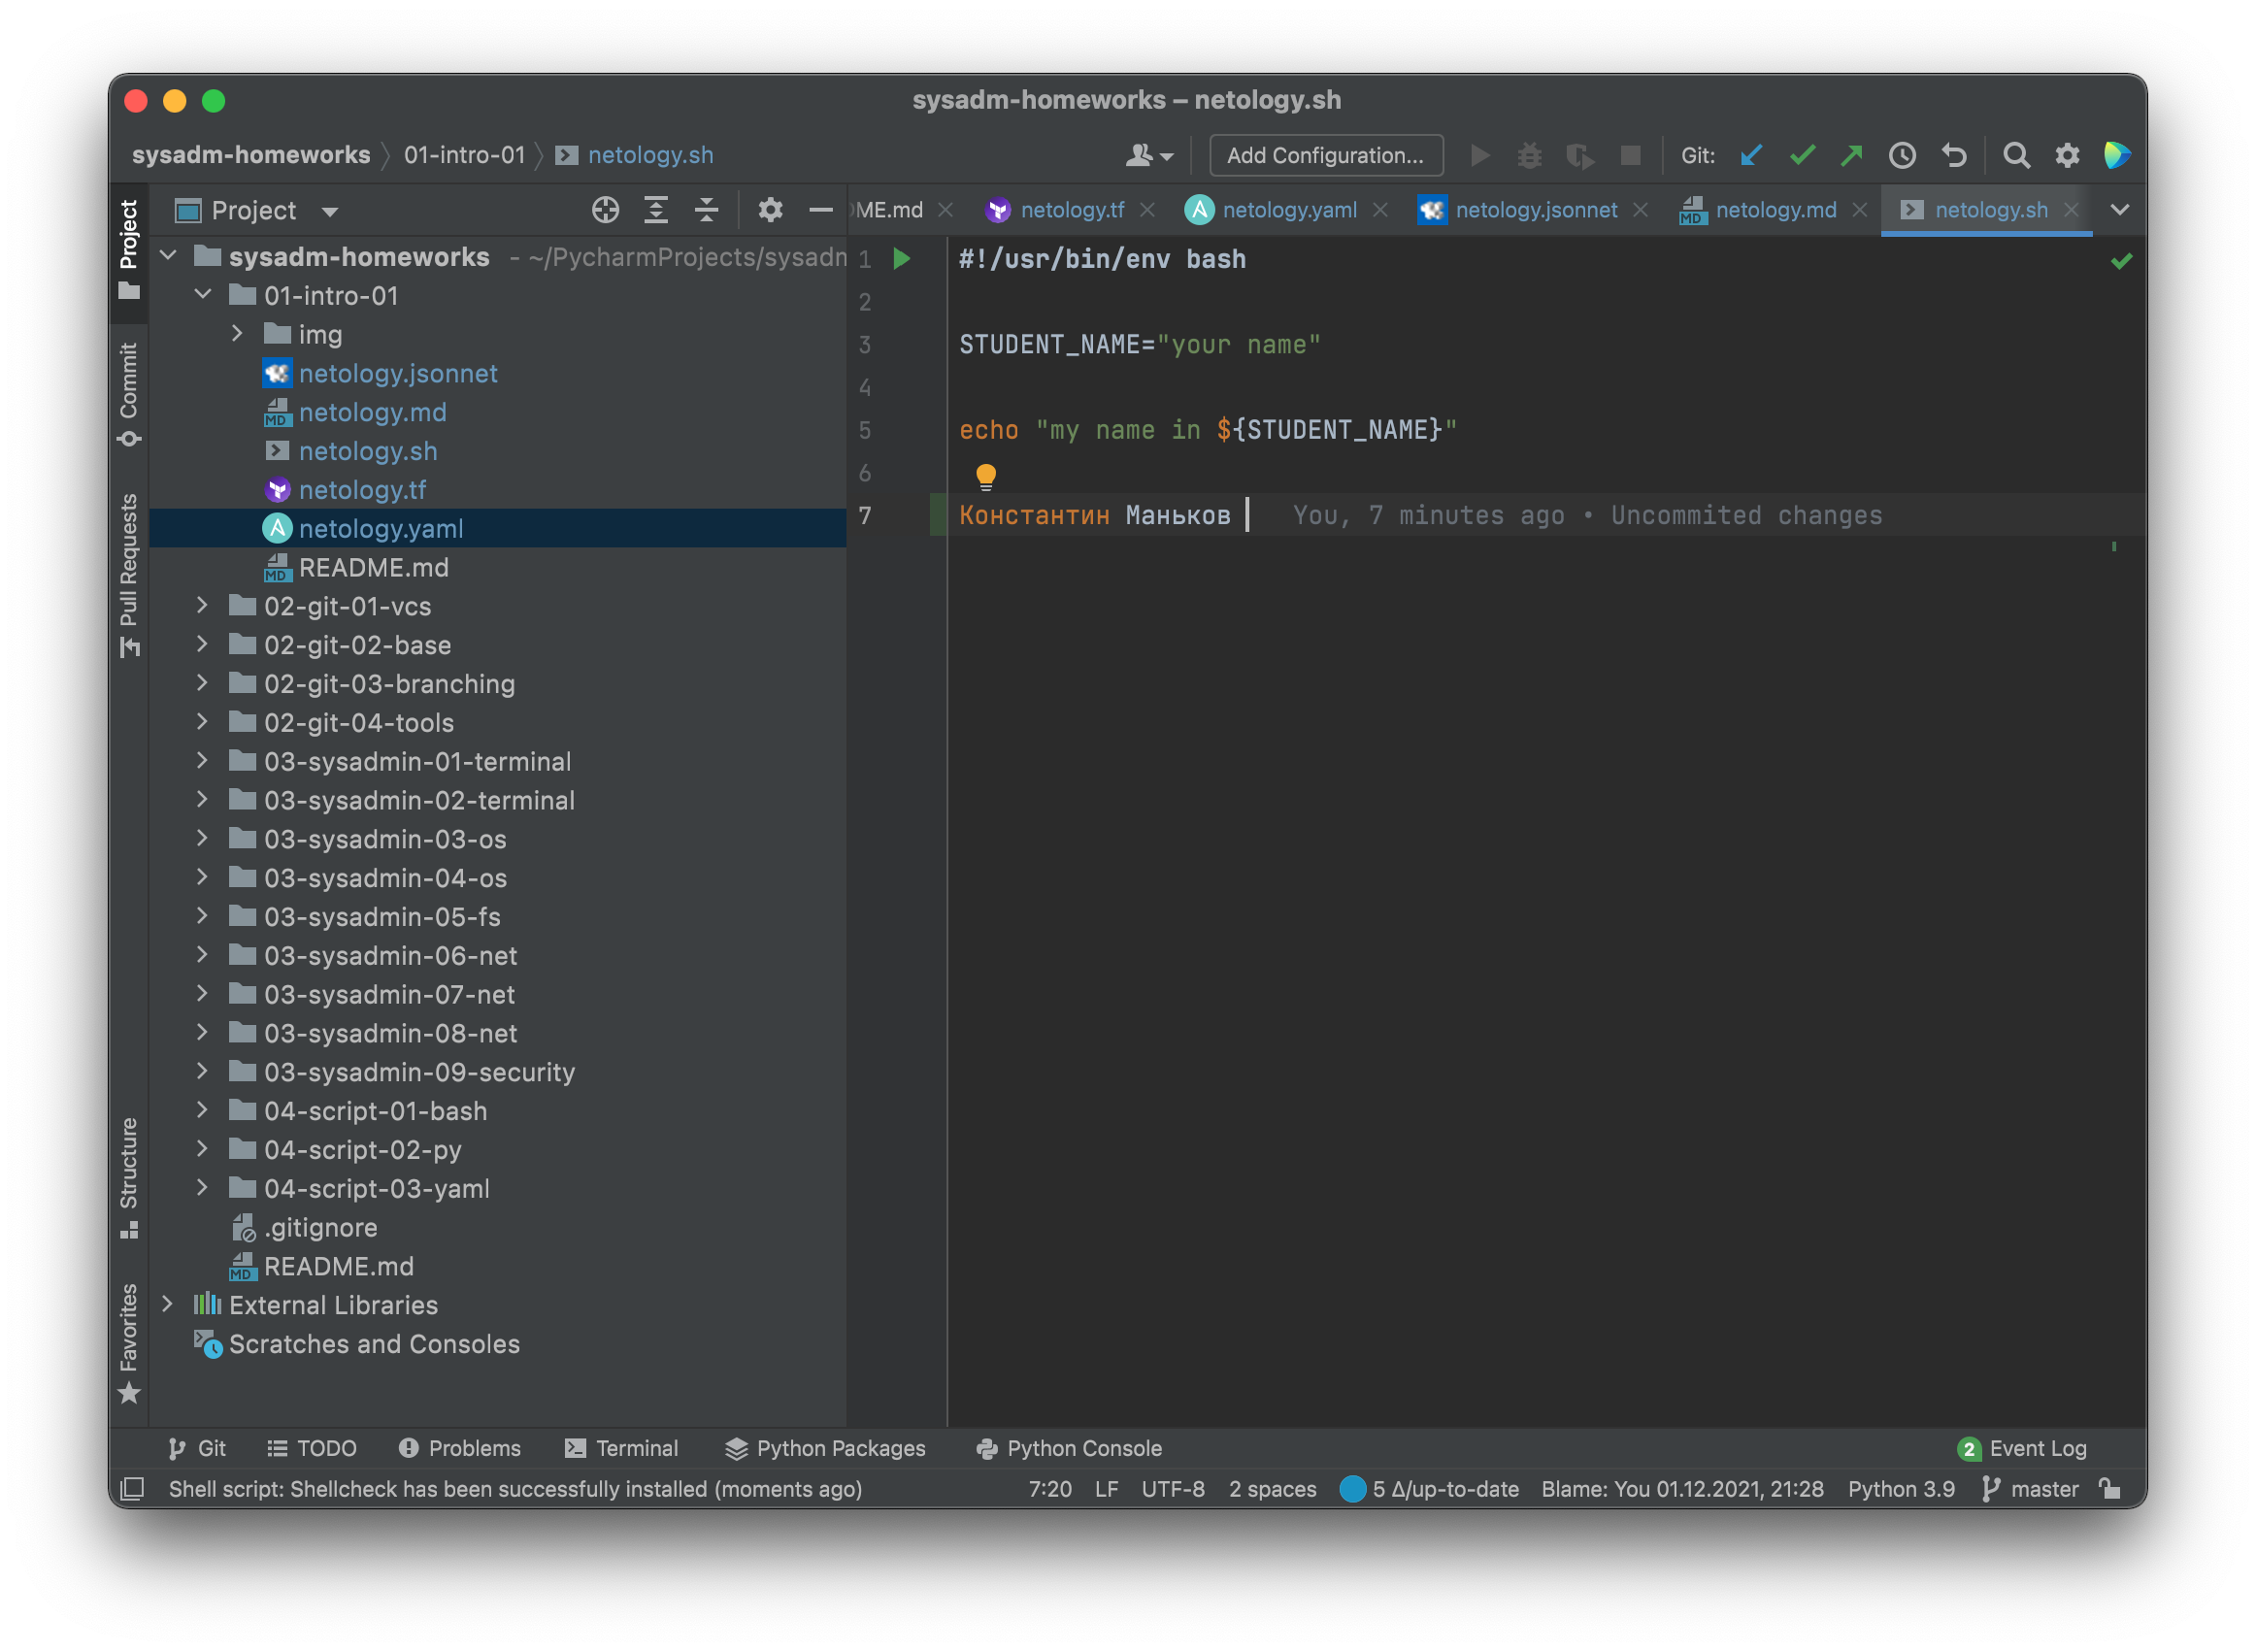 sysadm-homeworks – netology.sh
sysadm-homeworks 01-intro-01 netology.sh
Add Configuration...
Git:
Project
README.md
netology.tf
netology.yaml
netology.jsonnet
netology.md
netology.sh
Project
Commit
Pull Requests
Structure
Favorites
sysadm-homeworks - ~/PycharmProjects/sysadm
01-intro-01
img
netology.jsonnet
netology.md
netology.sh
netology.tf
netology.yaml
README.md
02-git-01-vcs
02-git-02-base
02-git-03-branching
02-git-04-tools
03-sysadmin-01-terminal
03-sysadmin-02-terminal
03-sysadmin-03-os
03-sysadmin-04-os
03-sysadmin-05-fs
03-sysadmin-06-net
03-sysadmin-07-net
03-sysadmin-08-net
03-sysadmin-09-security
04-script-01-bash
04-script-02-py
04-script-03-yaml
.gitignore
README.md
External Libraries
Scratches and Consoles
1 #!/usr/bin/env bash
2
3 STUDENT_NAME="your name"
4
5 echo "my name in ${STUDENT_NAME}"
6
7 Константин Маньков You, 7 minutes ago • Uncommited changes
Git TODO Problems Terminal Python Packages Python Console 2 Event Log
Shell script: Shellcheck has been successfully installed (moments ago) 7:20 LF UTF-8 2 spaces 5 Δ/up-to-date Blame: You 01.12.2021, 21:28 Python 3.9 master